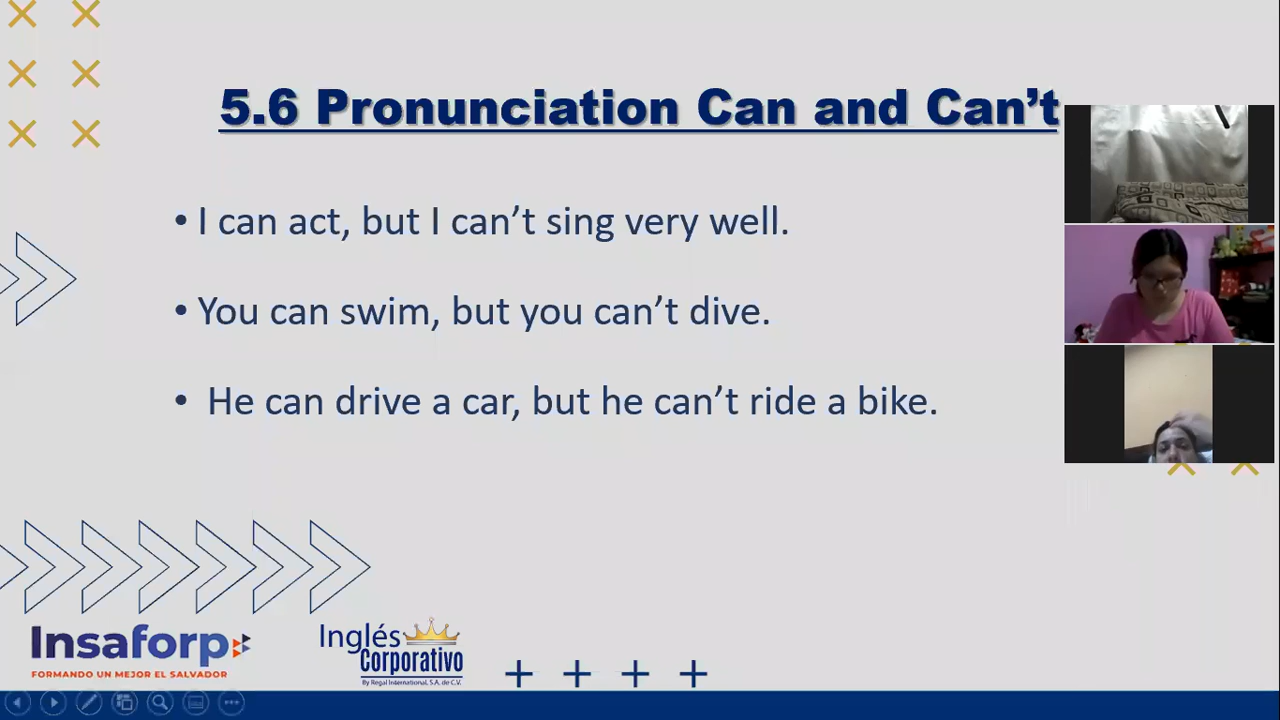 5.6 Pronunciation Can and Can't
• I can act, but I can't sing very well.
• You can swim, but you can't dive.
• He can drive a car, but he can't ride a bike.
Insaforp
FORMANDO UN MEJOR EL SALVADOR
Inglés
Corporativo
By Regal International, S.A. de C.V.